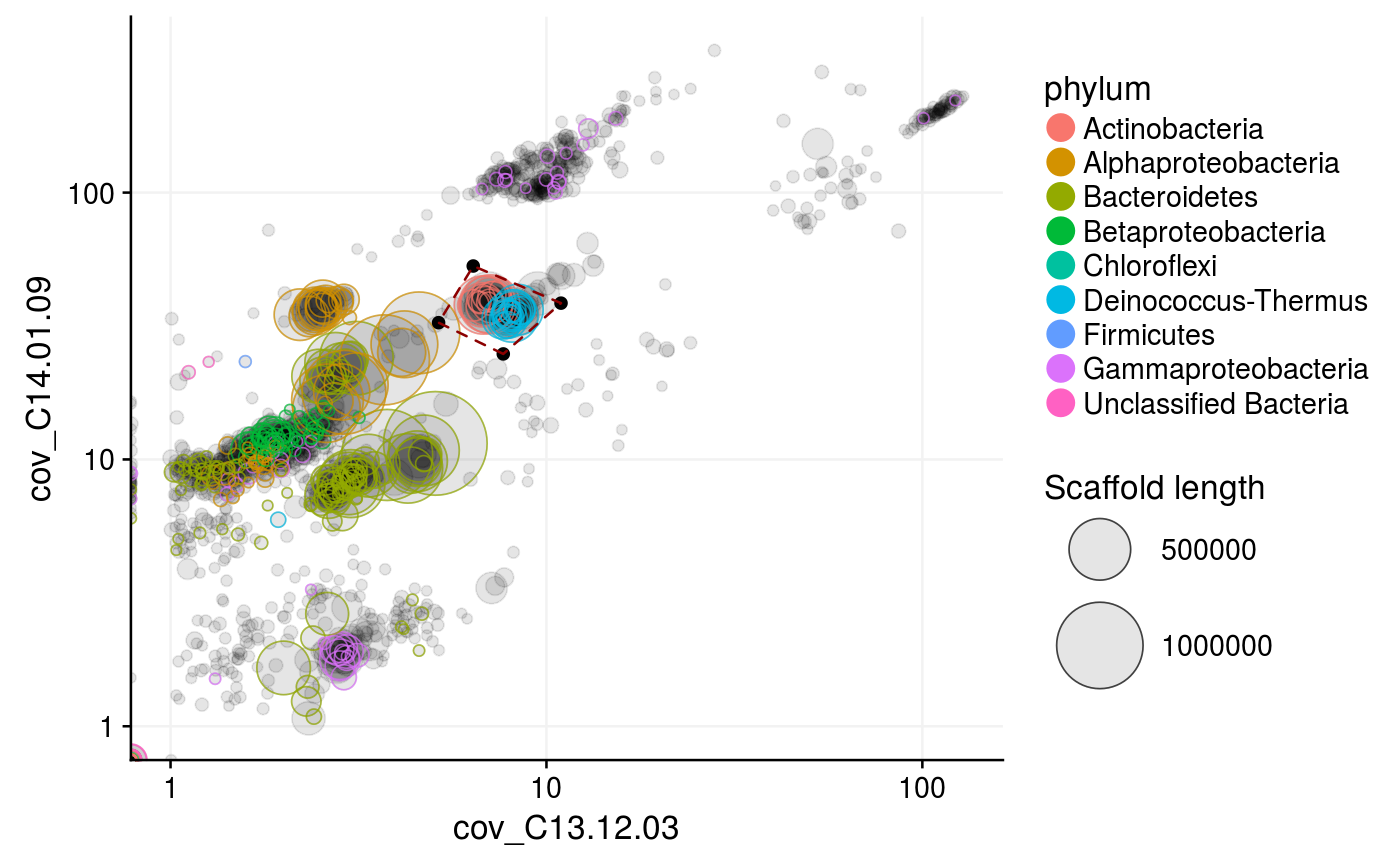 cov_C14.01.09
100
10
1
1
10
100
cov_C13.12.03
phylum
Actinobacteria
Alphaproteobacteria
Bacteroidetes
Betaproteobacteria
Chloroflexi
Deinococcus-Thermus
Firmicutes
Gammaproteobacteria
Unclassified Bacteria
Scaffold length
500000
1000000